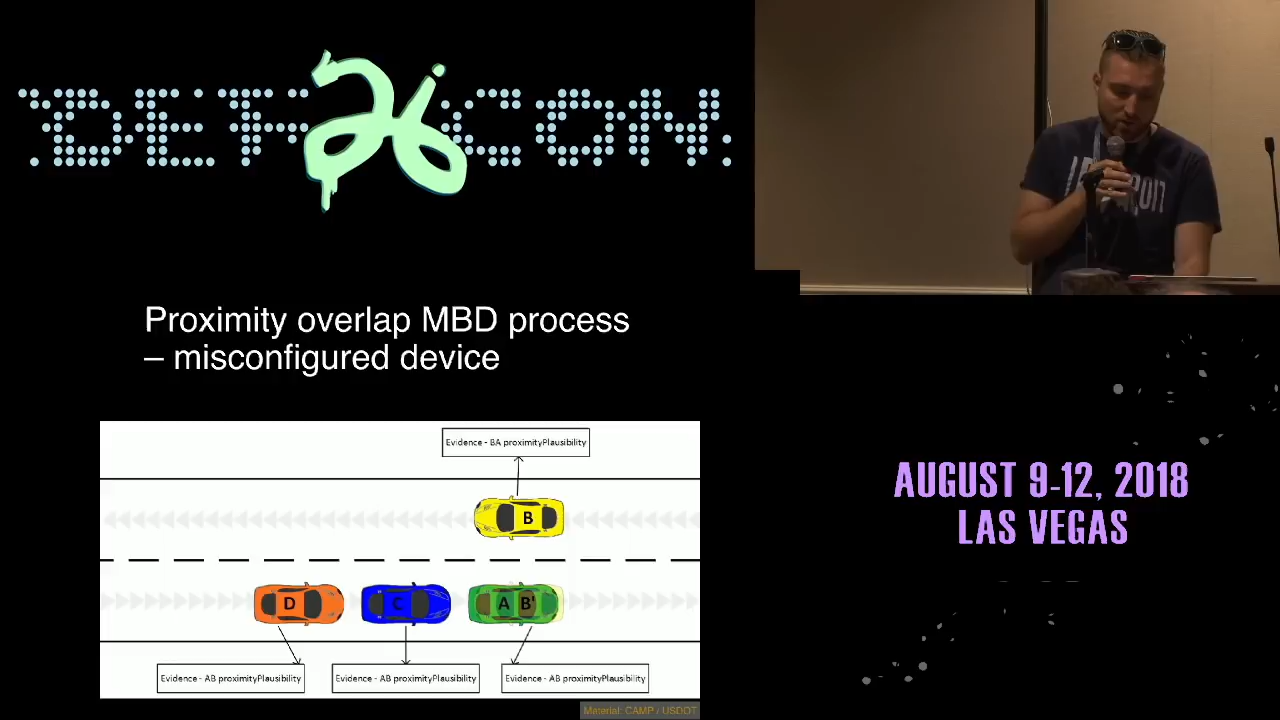 DEF 26 CON
Proximity overlap MBD process
– misconfigured device
Evidence - BA proximityPlausibility
B
D
C
A
B'
Evidence - AB proximityPlausibility
Evidence - AB proximityPlausibility
Evidence - AB proximityPlausibility
Material: CAMP / USDOT
AUGUST 9-12, 2018
LAS VEGAS